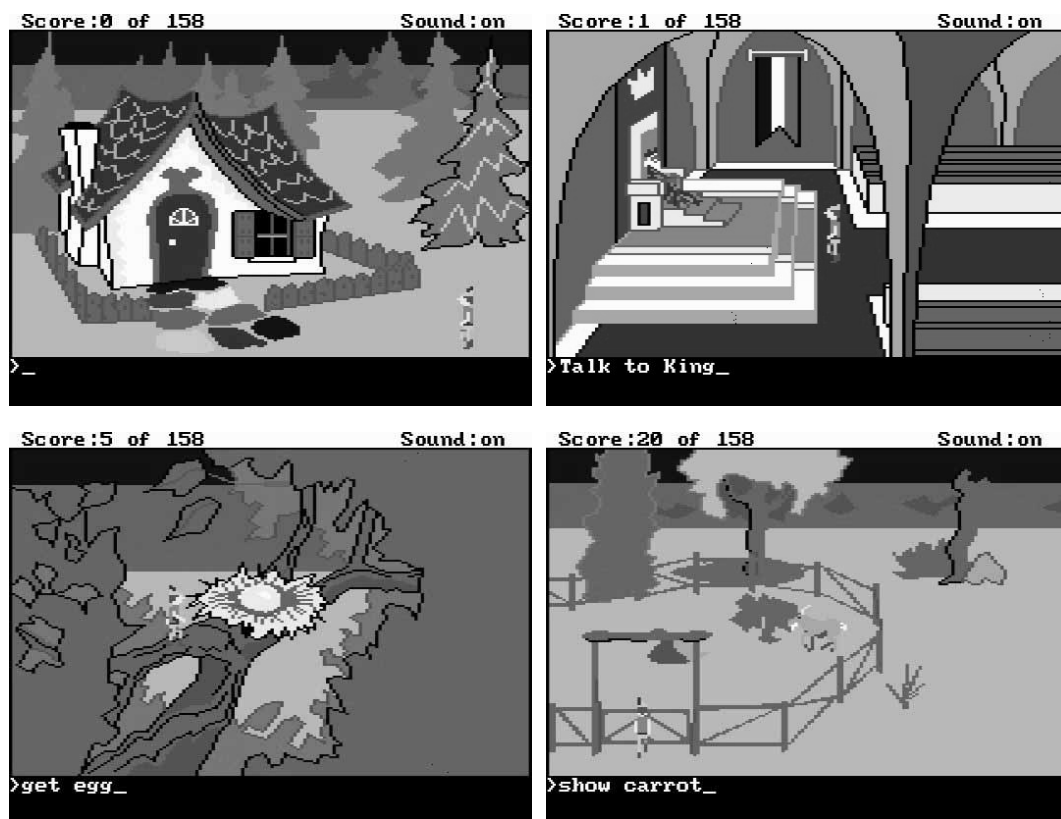 Score:0 of 158 Sound:on
>_
Score:1 of 158 Sound:on
>Talk to King_
Score:5 of 158 Sound:on
>get egg_
Score:20 of 158 Sound:on
>show carrot_